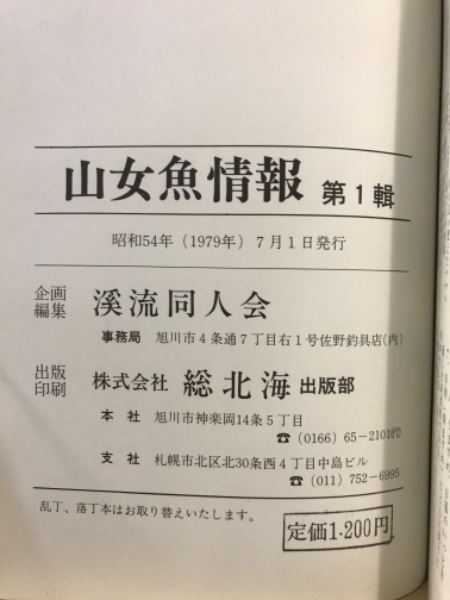 山女魚情報 第1輯
昭和54年（1979年）7月1日発行
企画
編集 溪流同人会
事務局 旭川市4条通7丁目右1号佐野釣具店(内)
出版
印刷 株式会社 総北海 出版部
本社 旭川市神楽岡14条5丁目
☎(0166) 65-2101
支社 札幌市北区北30条西4丁目中島ビル
☎(011) 752-6995
乱丁、落丁本はお取り替えいたします。
定価1,200円